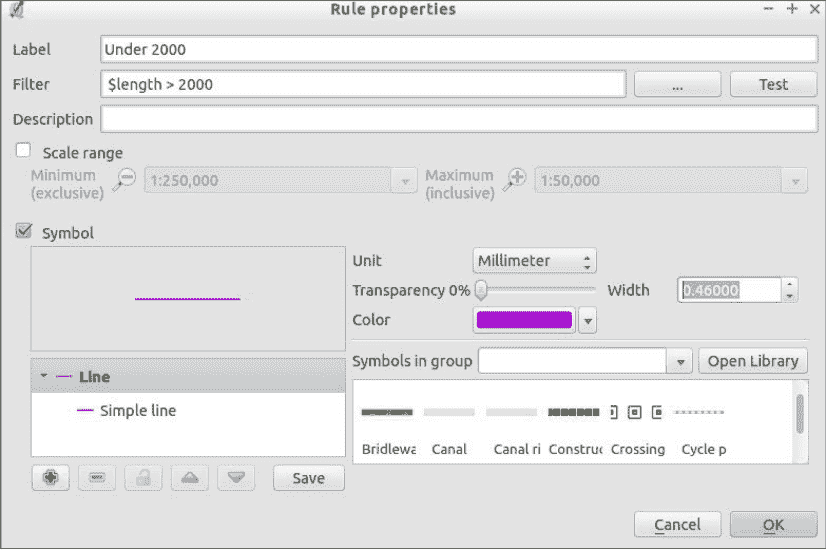 Rule properties
Label Under 2000
Filter $length > 2000 ... Test
Description
Scale range
Minimum (exclusive) 1:250,000 Maximum (inclusive) 1:50,000
Symbol
Unit Millimeter
Transparency 0% Width 0.46000
Color
Symbols in group Open Library
Line
Simple line
Bridlewa Canal Canal ri Construc Crossing Cycle p
Save
Cancel OK